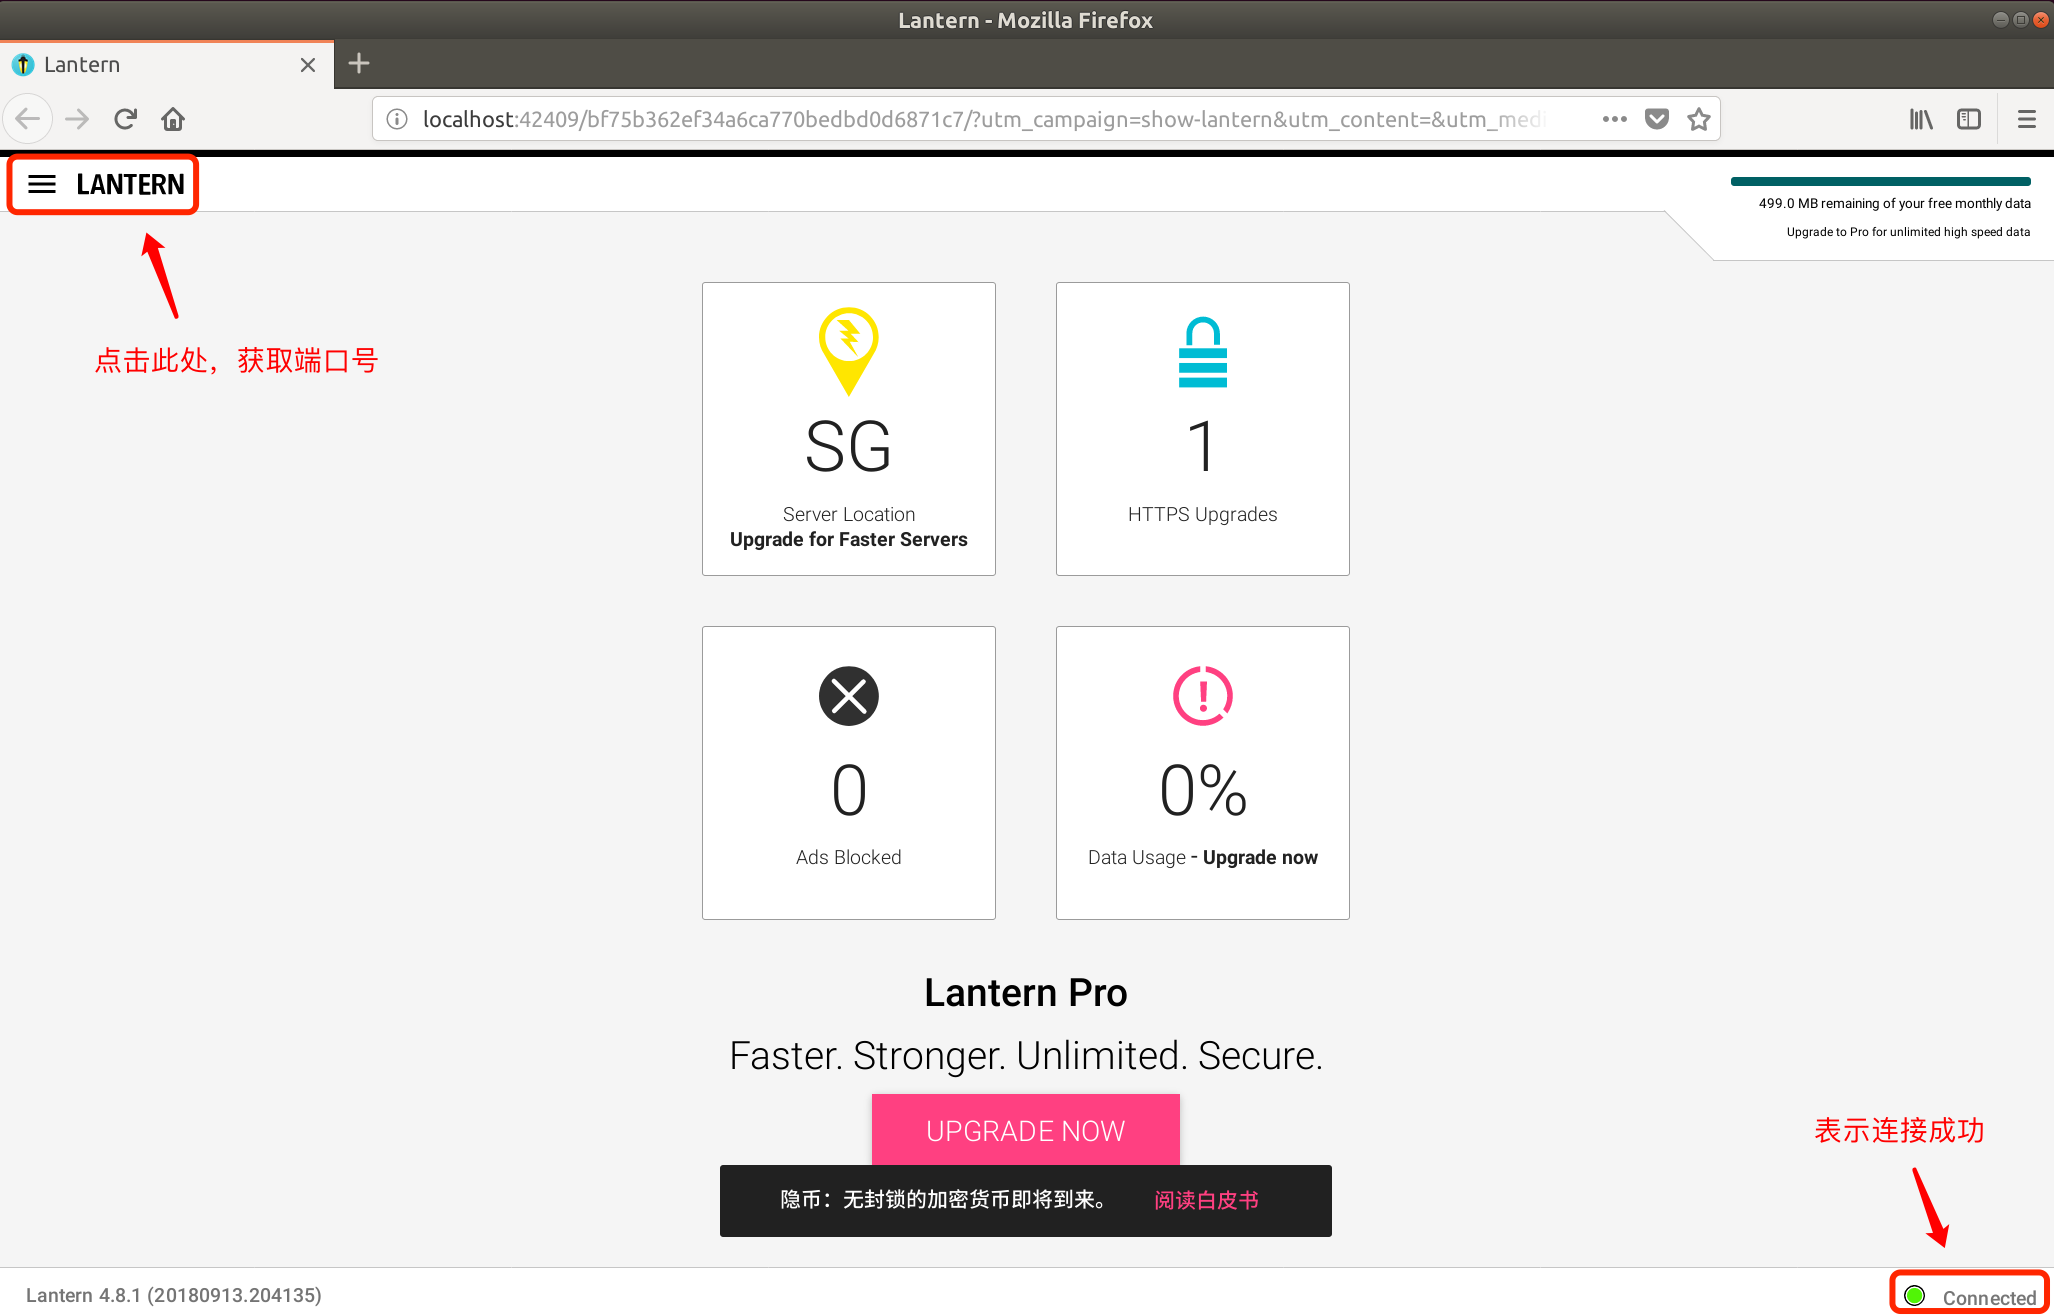 Lantern - Mozilla Firefox
Lantern
localhost:42409/bf75b362ef34a6ca770bedbd0d6871c7/?utm_campaign=show-lantern&utm_content=&utm_medi
LANTERN
499.0 MB remaining of your free monthly data
Upgrade to Pro for unlimited high speed data
点击此处，获取端口号
SG
Server Location
Upgrade for Faster Servers
1
HTTPS Upgrades
0
Ads Blocked
0%
Data Usage - Upgrade now
Lantern Pro
Faster. Stronger. Unlimited. Secure.
UPGRADE NOW
表示连接成功
隐币：无封锁的加密货币即将到来。 阅读白皮书
Lantern 4.8.1 (20180913.204135)
Connected